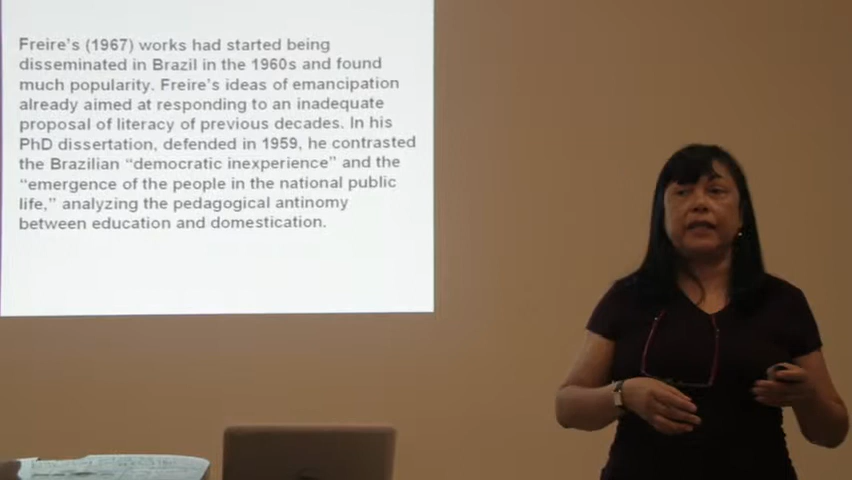 Freire's (1967) works had started being
disseminated in Brazil in the 1960s and found
much popularity. Freire's ideas of emancipation
already aimed at responding to an inadequate
proposal of literacy of previous decades. In his
PhD dissertation, defended in 1959, he contrasted
the Brazilian “democratic inexperience” and the
“emergence of the people in the national public
life,” analyzing the pedagogical antinomy
between education and domestication.